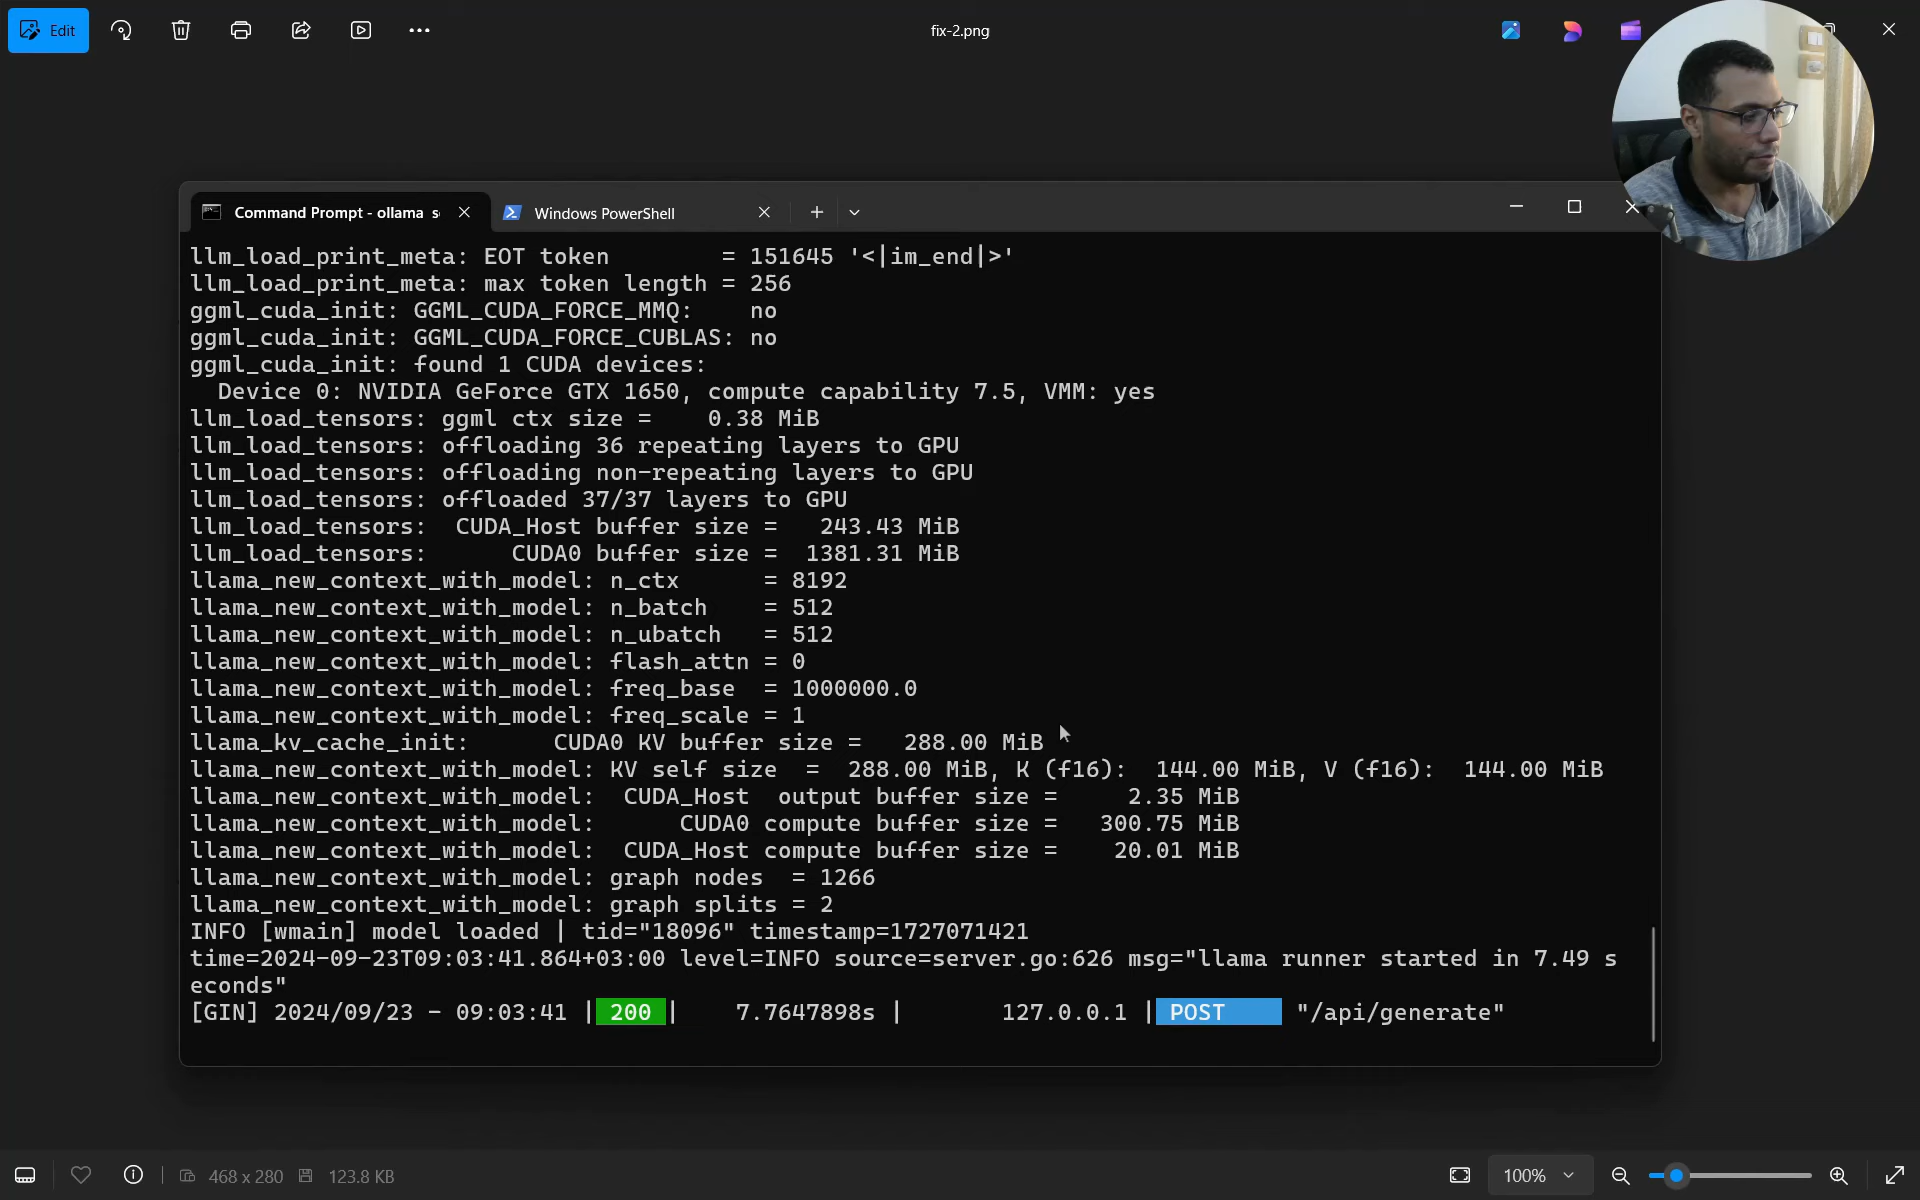 Edit
fix-2.png
Command Prompt - ollama s
Windows PowerShell
llm_load_print_meta: EOT token        = 151645 '<|im_end|>'
llm_load_print_meta: max token length = 256
ggml_cuda_init: GGML_CUDA_FORCE_MMQ:    no
ggml_cuda_init: GGML_CUDA_FORCE_CUBLAS: no
ggml_cuda_init: found 1 CUDA devices:
  Device 0: NVIDIA GeForce GTX 1650, compute capability 7.5, VMM: yes
llm_load_tensors: ggml ctx size =    0.38 MiB
llm_load_tensors: offloading 36 repeating layers to GPU
llm_load_tensors: offloading non-repeating layers to GPU
llm_load_tensors: offloaded 37/37 layers to GPU
llm_load_tensors:  CUDA_Host buffer size =   243.43 MiB
llm_load_tensors:      CUDA0 buffer size =  1381.31 MiB
llama_new_context_with_model: n_ctx      = 8192
llama_new_context_with_model: n_batch    = 512
llama_new_context_with_model: n_ubatch   = 512
llama_new_context_with_model: flash_attn = 0
llama_new_context_with_model: freq_base  = 1000000.0
llama_new_context_with_model: freq_scale = 1
llama_kv_cache_init:      CUDA0 KV buffer size =   288.00 MiB
llama_new_context_with_model: KV self size  =  288.00 MiB, K (f16):  144.00 MiB, V (f16):  144.00 MiB
llama_new_context_with_model:  CUDA_Host  output buffer size =     2.35 MiB
llama_new_context_with_model:      CUDA0 compute buffer size =   300.75 MiB
llama_new_context_with_model:  CUDA_Host compute buffer size =    20.01 MiB
llama_new_context_with_model: graph nodes  = 1266
llama_new_context_with_model: graph splits = 2
INFO [wmain] model loaded | tid="18096" timestamp=1727071421
time=2024-09-23T09:03:41.864+03:00 level=INFO source=server.go:626 msg="llama runner started in 7.49 s
econds"
[GIN] 2024/09/23 - 09:03:41 | 200 |    7.7647898s |       127.0.0.1 | POST     "/api/generate"
468 x 280
123.8 KB
100%